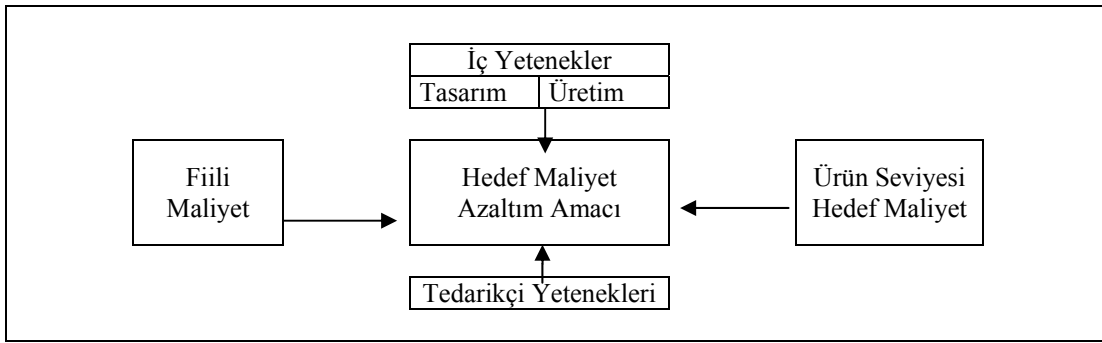 İç Yetenekler
Tasarım Üretim
Fiili
Maliyet
Hedef Maliyet
Azaltım Amacı
Ürün Seviyesi
Hedef Maliyet
Tedarikçi Yetenekleri